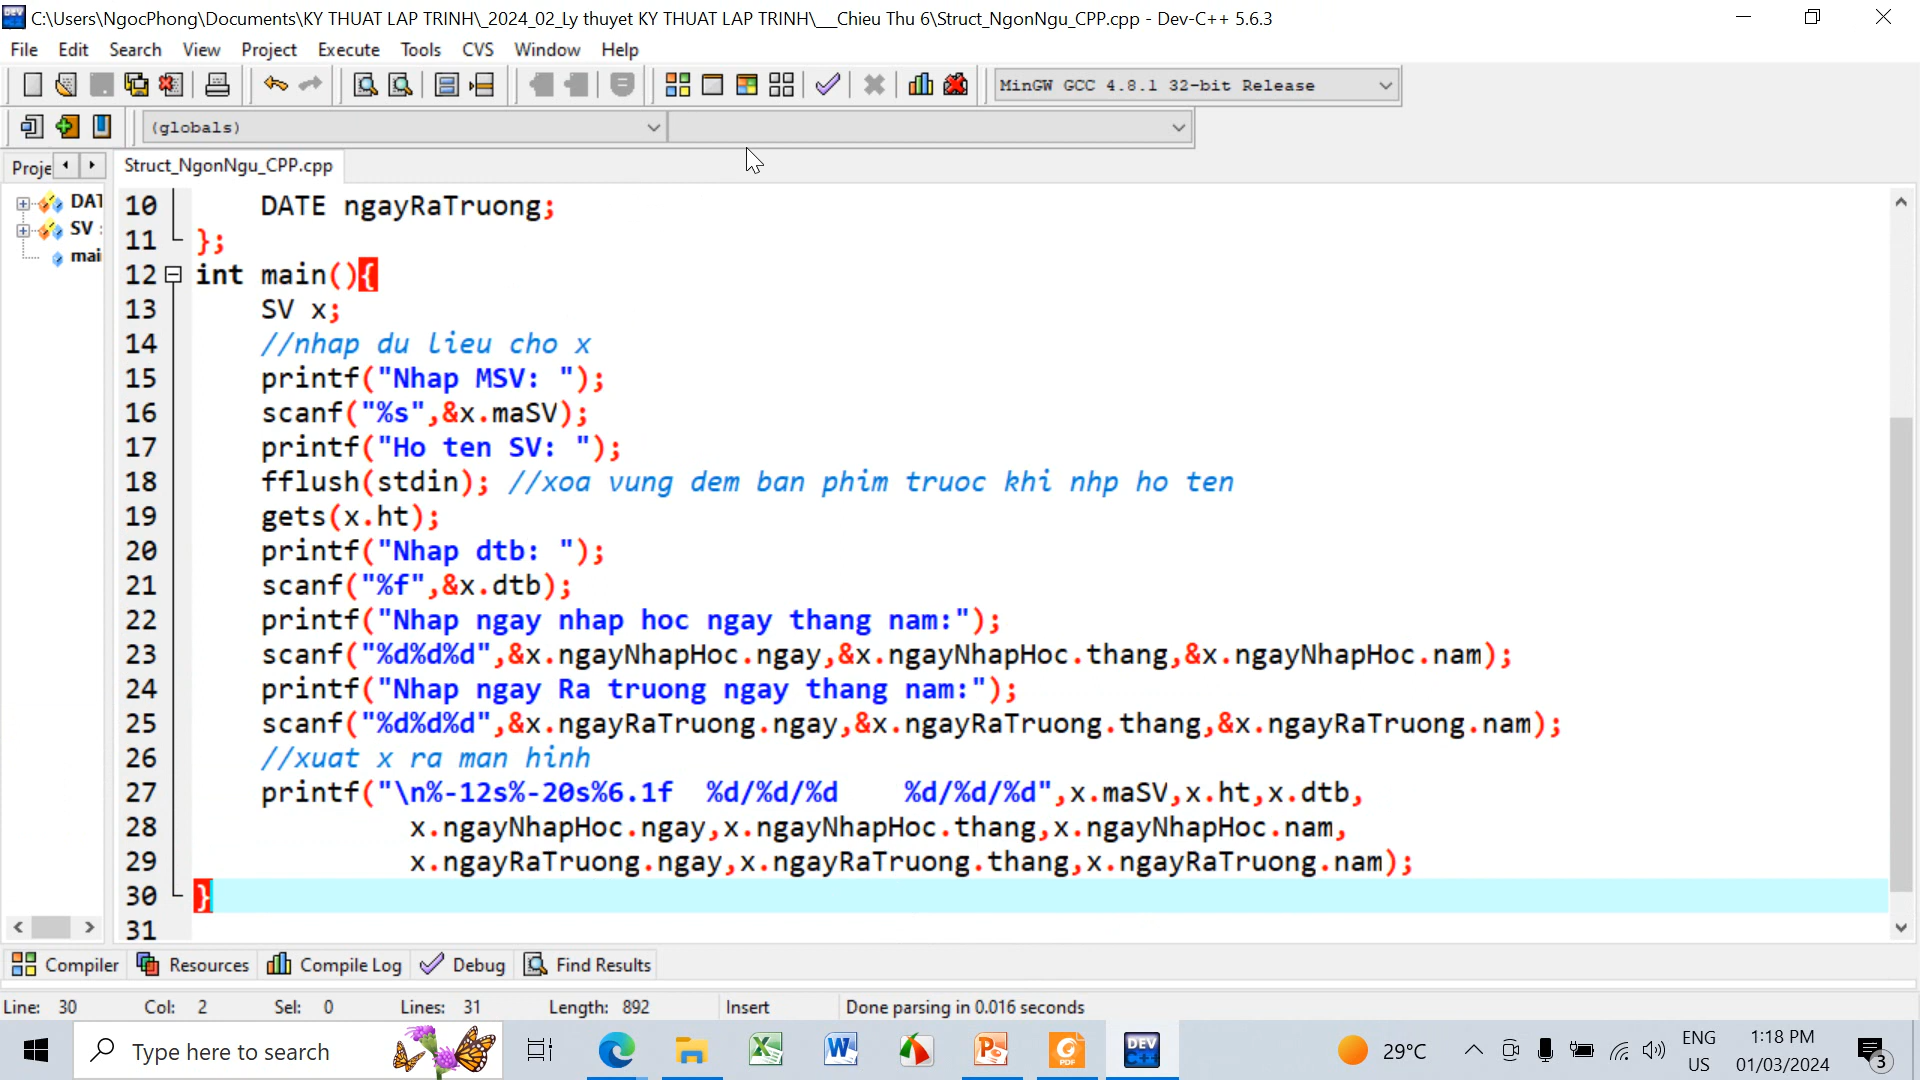 C:\Users\NgocPhong\Documents\KY THUAT LAP TRINH\_2024_02_Ly thuyet KY THUAT LAP TRINH\__Chieu Thu 6\Struct_NgonNgu_CPP.cpp - Dev-C++ 5.6.3
File Edit Search View Project Execute Tools CVS Window Help
MinGW GCC 4.8.1 32-bit Release
(globals)
Proje Struct_NgonNgu_CPP.cpp
DAT
SV :
mai
10 DATE ngayRaTruong;
11 };
12 int main(){
13 SV x;
14 //nhap du lieu cho x
15 printf("Nhap MSV: ");
16 scanf("%s",&x.maSV);
17 printf("Ho ten SV: ");
18 fflush(stdin); //xoa vung dem ban phim truoc khi nhp ho ten
19 gets(x.ht);
20 printf("Nhap dtb: ");
21 scanf("%f",&x.dtb);
22 printf("Nhap ngay nhap hoc ngay thang nam:");
23 scanf("%d%d%d",&x.ngayNhapHoc.ngay,&x.ngayNhapHoc.thang,&x.ngayNhapHoc.nam);
24 printf("Nhap ngay Ra truong ngay thang nam:");
25 scanf("%d%d%d",&x.ngayRaTruong.ngay,&x.ngayRaTruong.thang,&x.ngayRaTruong.nam);
26 //xuat x ra man hinh
27 printf("\n%-12s%-20s%6.1f  %d/%d/%d    %d/%d/%d",x.maSV,x.ht,x.dtb,
28 x.ngayNhapHoc.ngay,x.ngayNhapHoc.thang,x.ngayNhapHoc.nam,
29 x.ngayRaTruong.ngay,x.ngayRaTruong.thang,x.ngayRaTruong.nam);
30 }
31
Compiler Resources Compile Log Debug Find Results
Line: 30 Col: 2 Sel: 0 Lines: 31 Length: 892 Insert Done parsing in 0.016 seconds
Type here to search
DEV C++
29°C
ENG
US
1:18 PM
01/03/2024
3